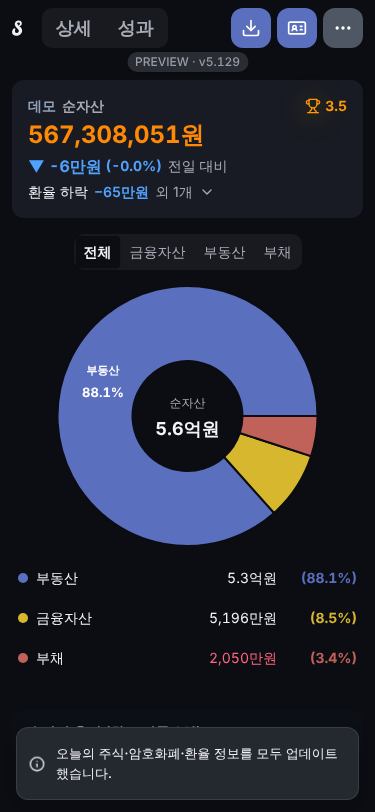 상세 성과
PREVIEW · v5.129
데모 순자산 3.5
567,308,051원
▼ -6만원 (-0.0%) 전일 대비
환율 하락 −65만원 외 1개
전체 금융자산 부동산 부채
부동산
88.1%
순자산
5.6억원
부동산 5.3억원 (88.1%)
금융자산 5,196만원 (8.5%)
부채 2,050만원 (3.4%)
오늘의 주식·암호화폐·환율 정보를 모두 업데이트
했습니다.